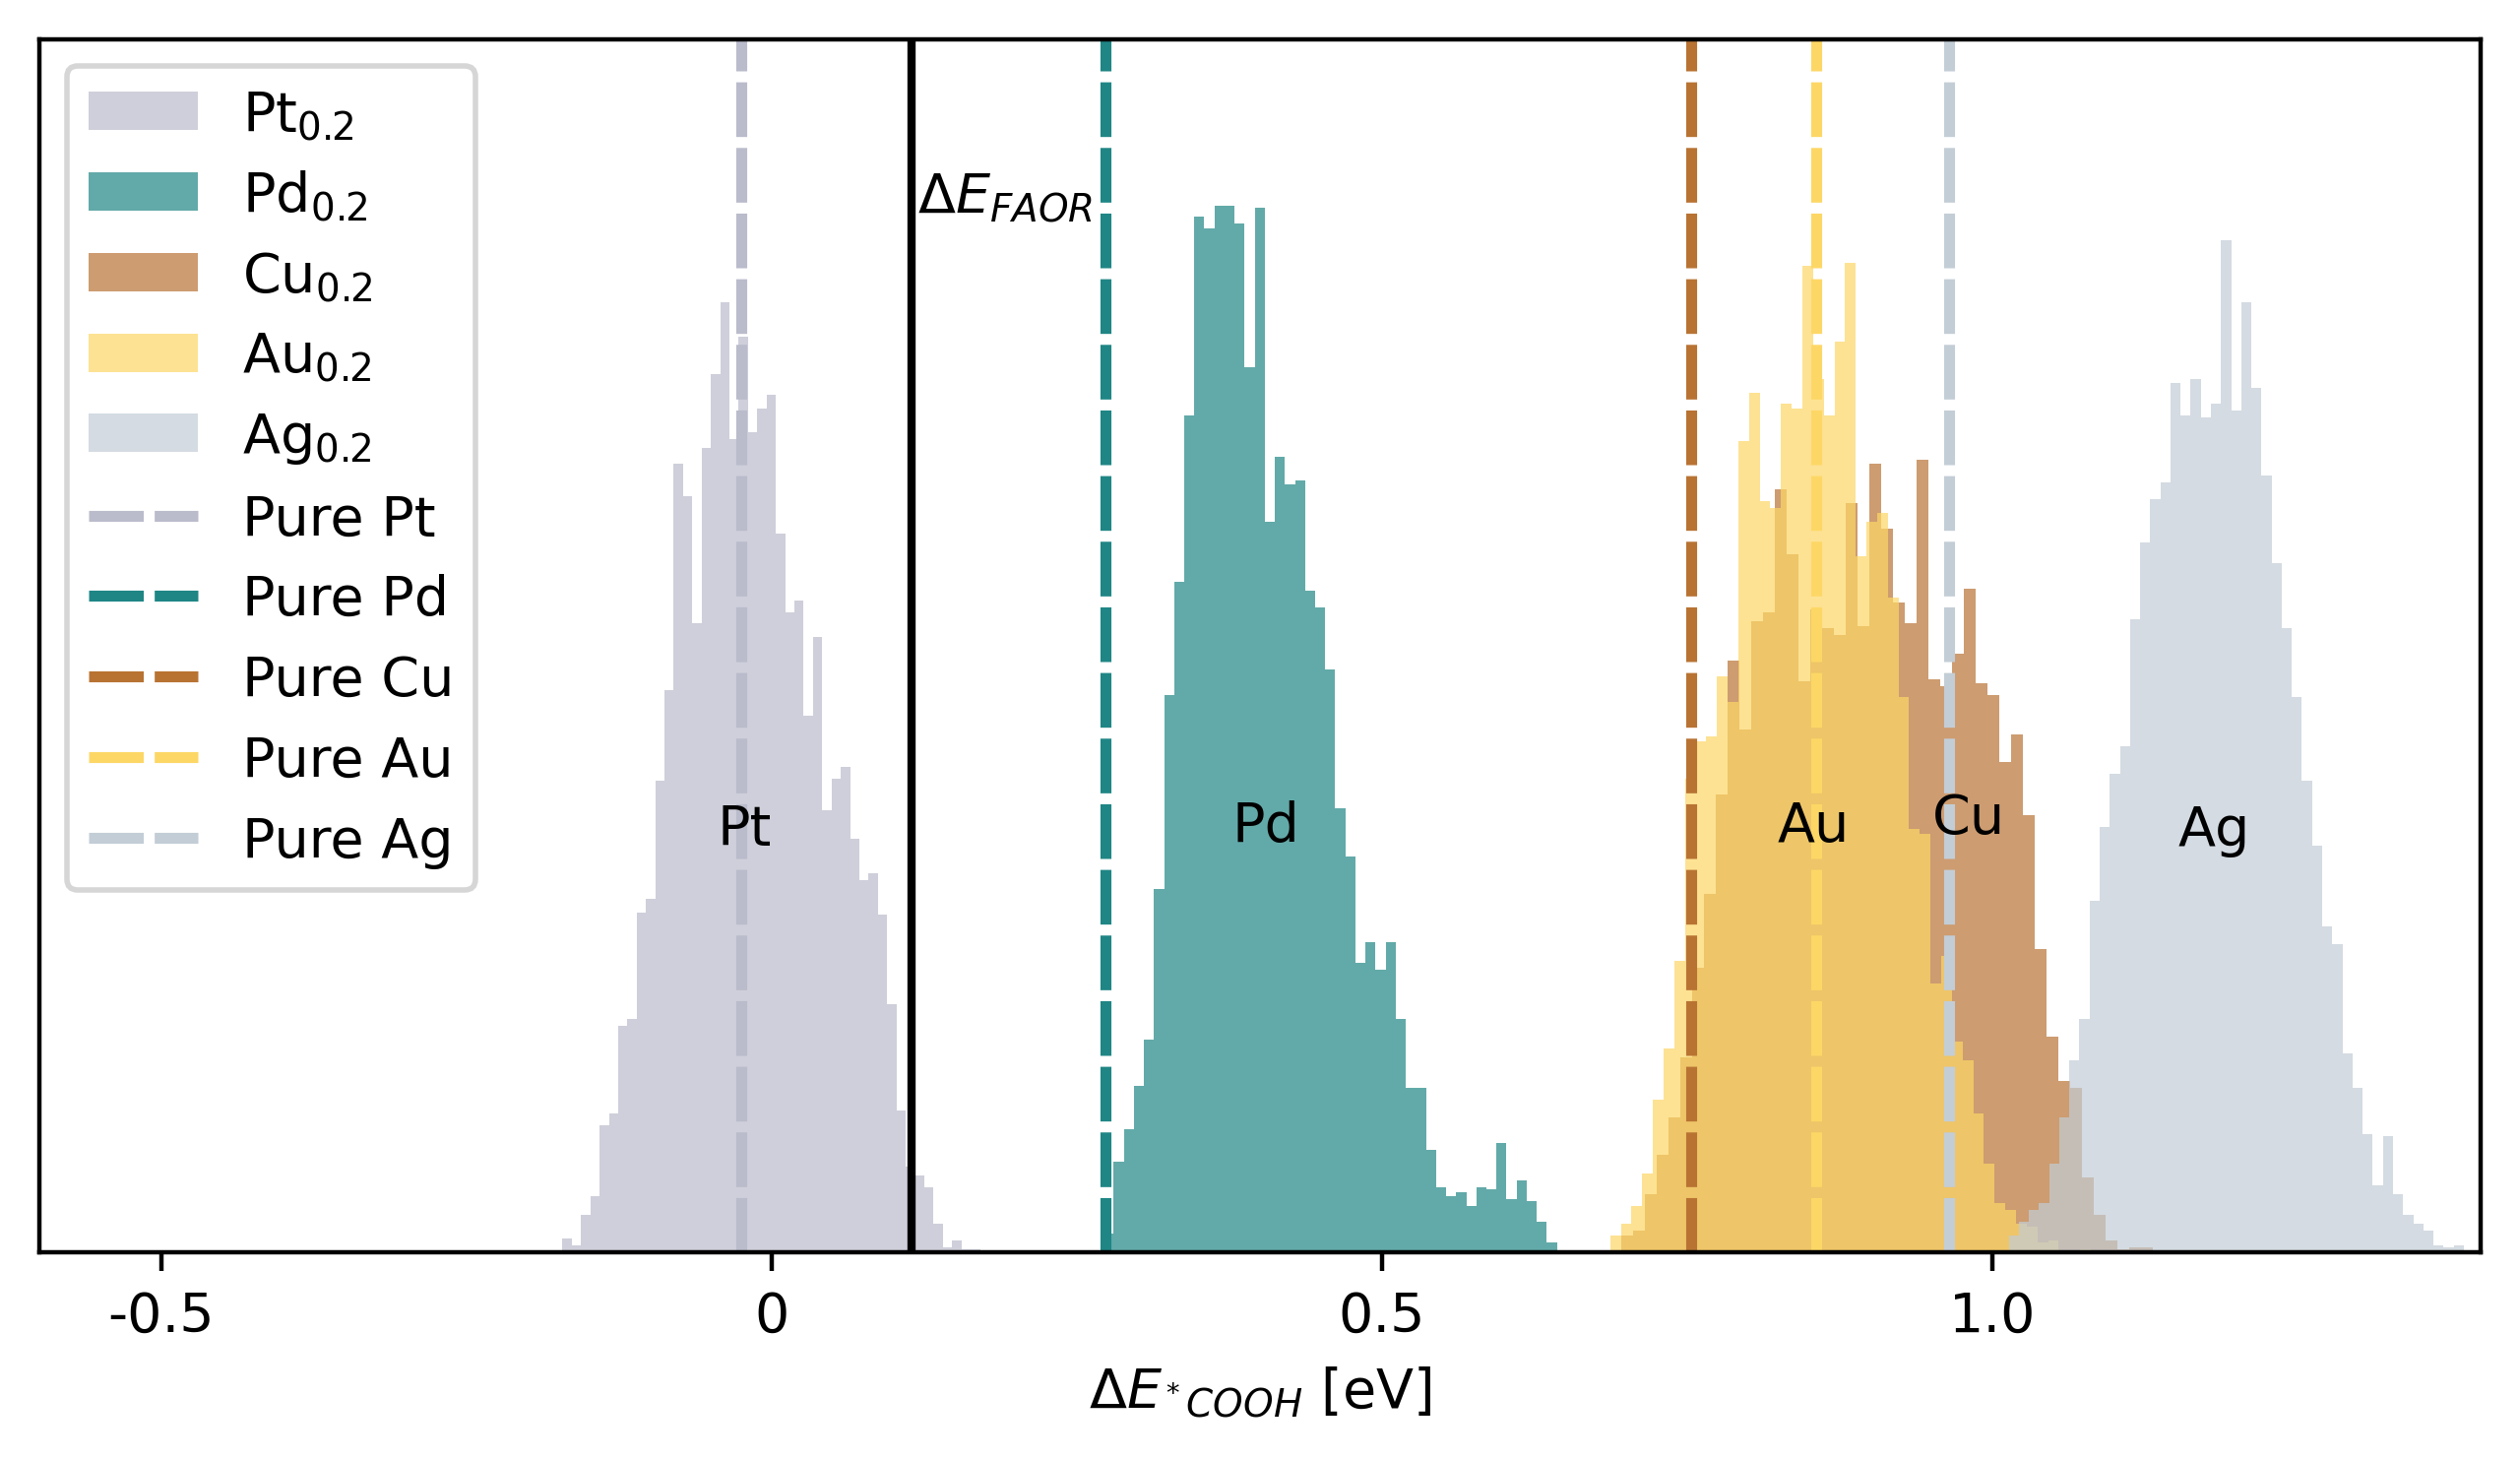 Pt0.2
Pd0.2
Cu0.2
Au0.2
Ag0.2
Pure Pt
Pure Pd
Pure Cu
Pure Au
Pure Ag
ΔE_FAOR
Pt
Pd
Au
Cu
Ag
-0.5 0 0.5 1.0
ΔE*COOH [eV]